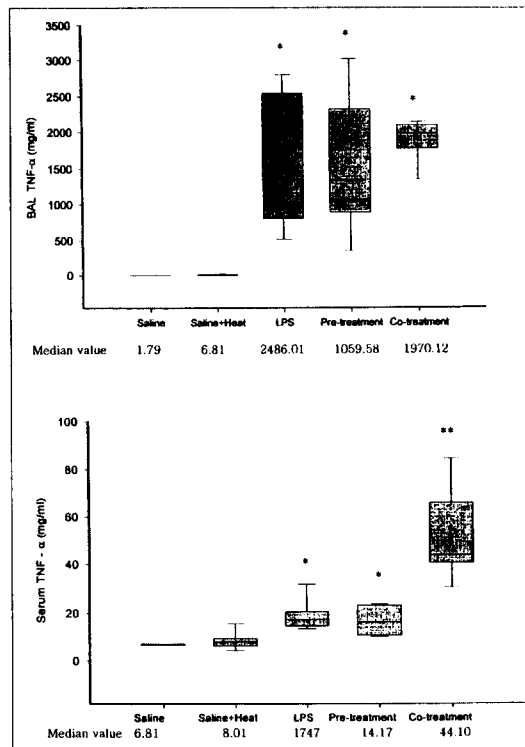 3500
3000
2500
2000
1500
1000
500
0
BAL TNF-α (mg/ml)
* * *
Saline Saline+Heat LPS Pre-treatment Co-treatment
Median value 1.79 6.81 2486.01 1059.58 1970.12
100
80
60
40
20
0
Serum TNF - α (mg/ml)
* * **
Saline Saline+Heat LPS Pre-treatment Co-treatment
Median value 6.81 8.01 1747 14.17 44.10